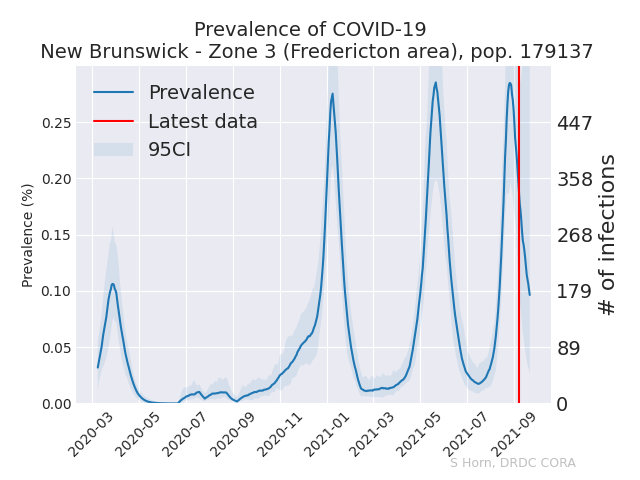 Prevalence of COVID-19
New Brunswick - Zone 3 (Fredericton area), pop. 179137
Prevalence
Latest data
95CI
Prevalence (%)
0.25
0.20
0.15
0.10
0.05
0.00
447
358
268
179
89
0
# of infections
2020-03
2020-05
2020-07
2020-09
2020-11
2021-01
2021-03
2021-05
2021-07
2021-09
S Horn, DRDC CORA